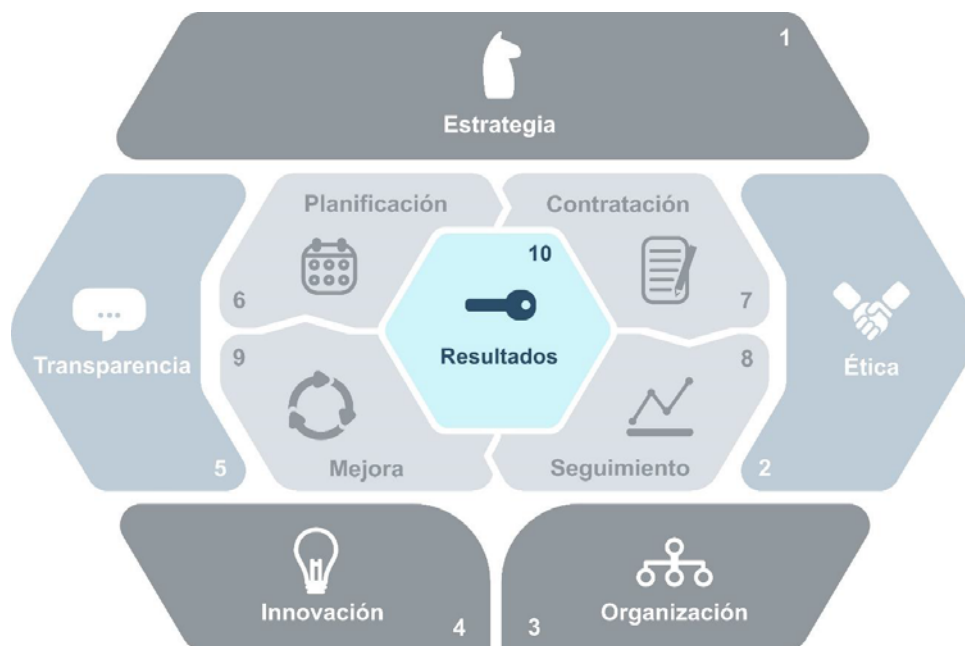 1
Estrategia
Planificación
Contratación
10
6
7
Transparencia
Resultados
Ética
9
8
Mejora
Seguimiento
5
2
Innovación
Organización
4
3